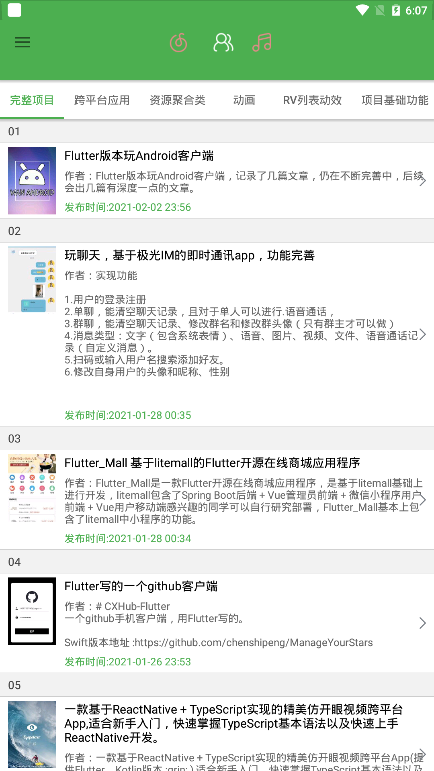 6:07
完整项目 跨平台应用 资源聚合类 动画 RV列表动效 项目基础功能
01
Flutter版本玩Android客户端
作者：Flutter版本玩Android客户端，记录了几篇文章，仍在不断完善中，后续
会出几篇有深度一点的文章。
发布时间:2021-02-02 23:56
02
玩聊天，基于极光IM的即时通讯app，功能完善
作者：实现功能
1.用户的登录注册
2.单聊，能清空聊天记录，且对于单人可以进行.语音通话，
3.群聊，能清空聊天记录、修改群名和修改群头像（只有群主才可以做）
4.消息类型：文字（包含系统表情）、语音、图片、视频、文件、语音通话记
录（自定义消息）。
5.扫码或输入用户名搜索添加好友。
6.修改自身用户的头像和昵称、性别
发布时间:2021-01-28 00:35
03
Flutter_Mall 基于litemall的Flutter开源在线商城应用程序
作者：Flutter_Mall是一款Flutter开源在线商城应用程序，是基于litemall基础上
进行开发，litemall包含了Spring Boot后端 + Vue管理员前端 + 微信小程序用户
前端 + Vue用户移动端感兴趣的同学可以自行研究部署，Flutter_Mall基本上包
含了litemall中小程序的功能。
发布时间:2021-01-28 00:34
04
Flutter写的一个github客户端
作者：# CXHub-Flutter
一个github手机客户端，用Flutter写的。
Swift版本地址 :https://github.com/chenshipeng/ManageYourStars
发布时间:2021-01-26 23:53
05
一款基于ReactNative + TypeScript实现的精美仿开眼视频跨平台
App,适合新手入门，快速掌握TypeScript基本语法以及快速上手
ReactNative开发。
作者：一款基于ReactNative + TypeScript实现的精美仿开眼视频跨平台App(提
供Flutter、Kotlin版本 :grin: ),适合新手入门，快速掌握TypeScript基本语法以及